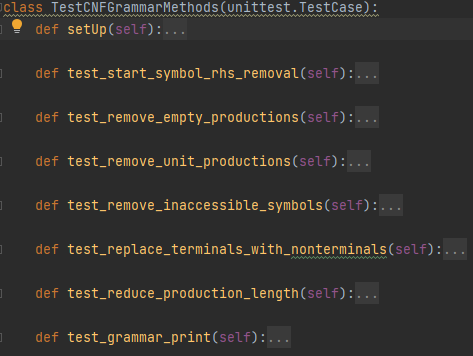 class TestCNFGrammarMethods(unittest.TestCase):
def setUp(self):...
def test_start_symbol_rhs_removal(self):...
def test_remove_empty_productions(self):...
def test_remove_unit_productions(self):...
def test_remove_inaccessible_symbols(self):...
def test_replace_terminals_with_nonterminals(self):...
def test_reduce_production_length(self):...
def test_grammar_print(self):...